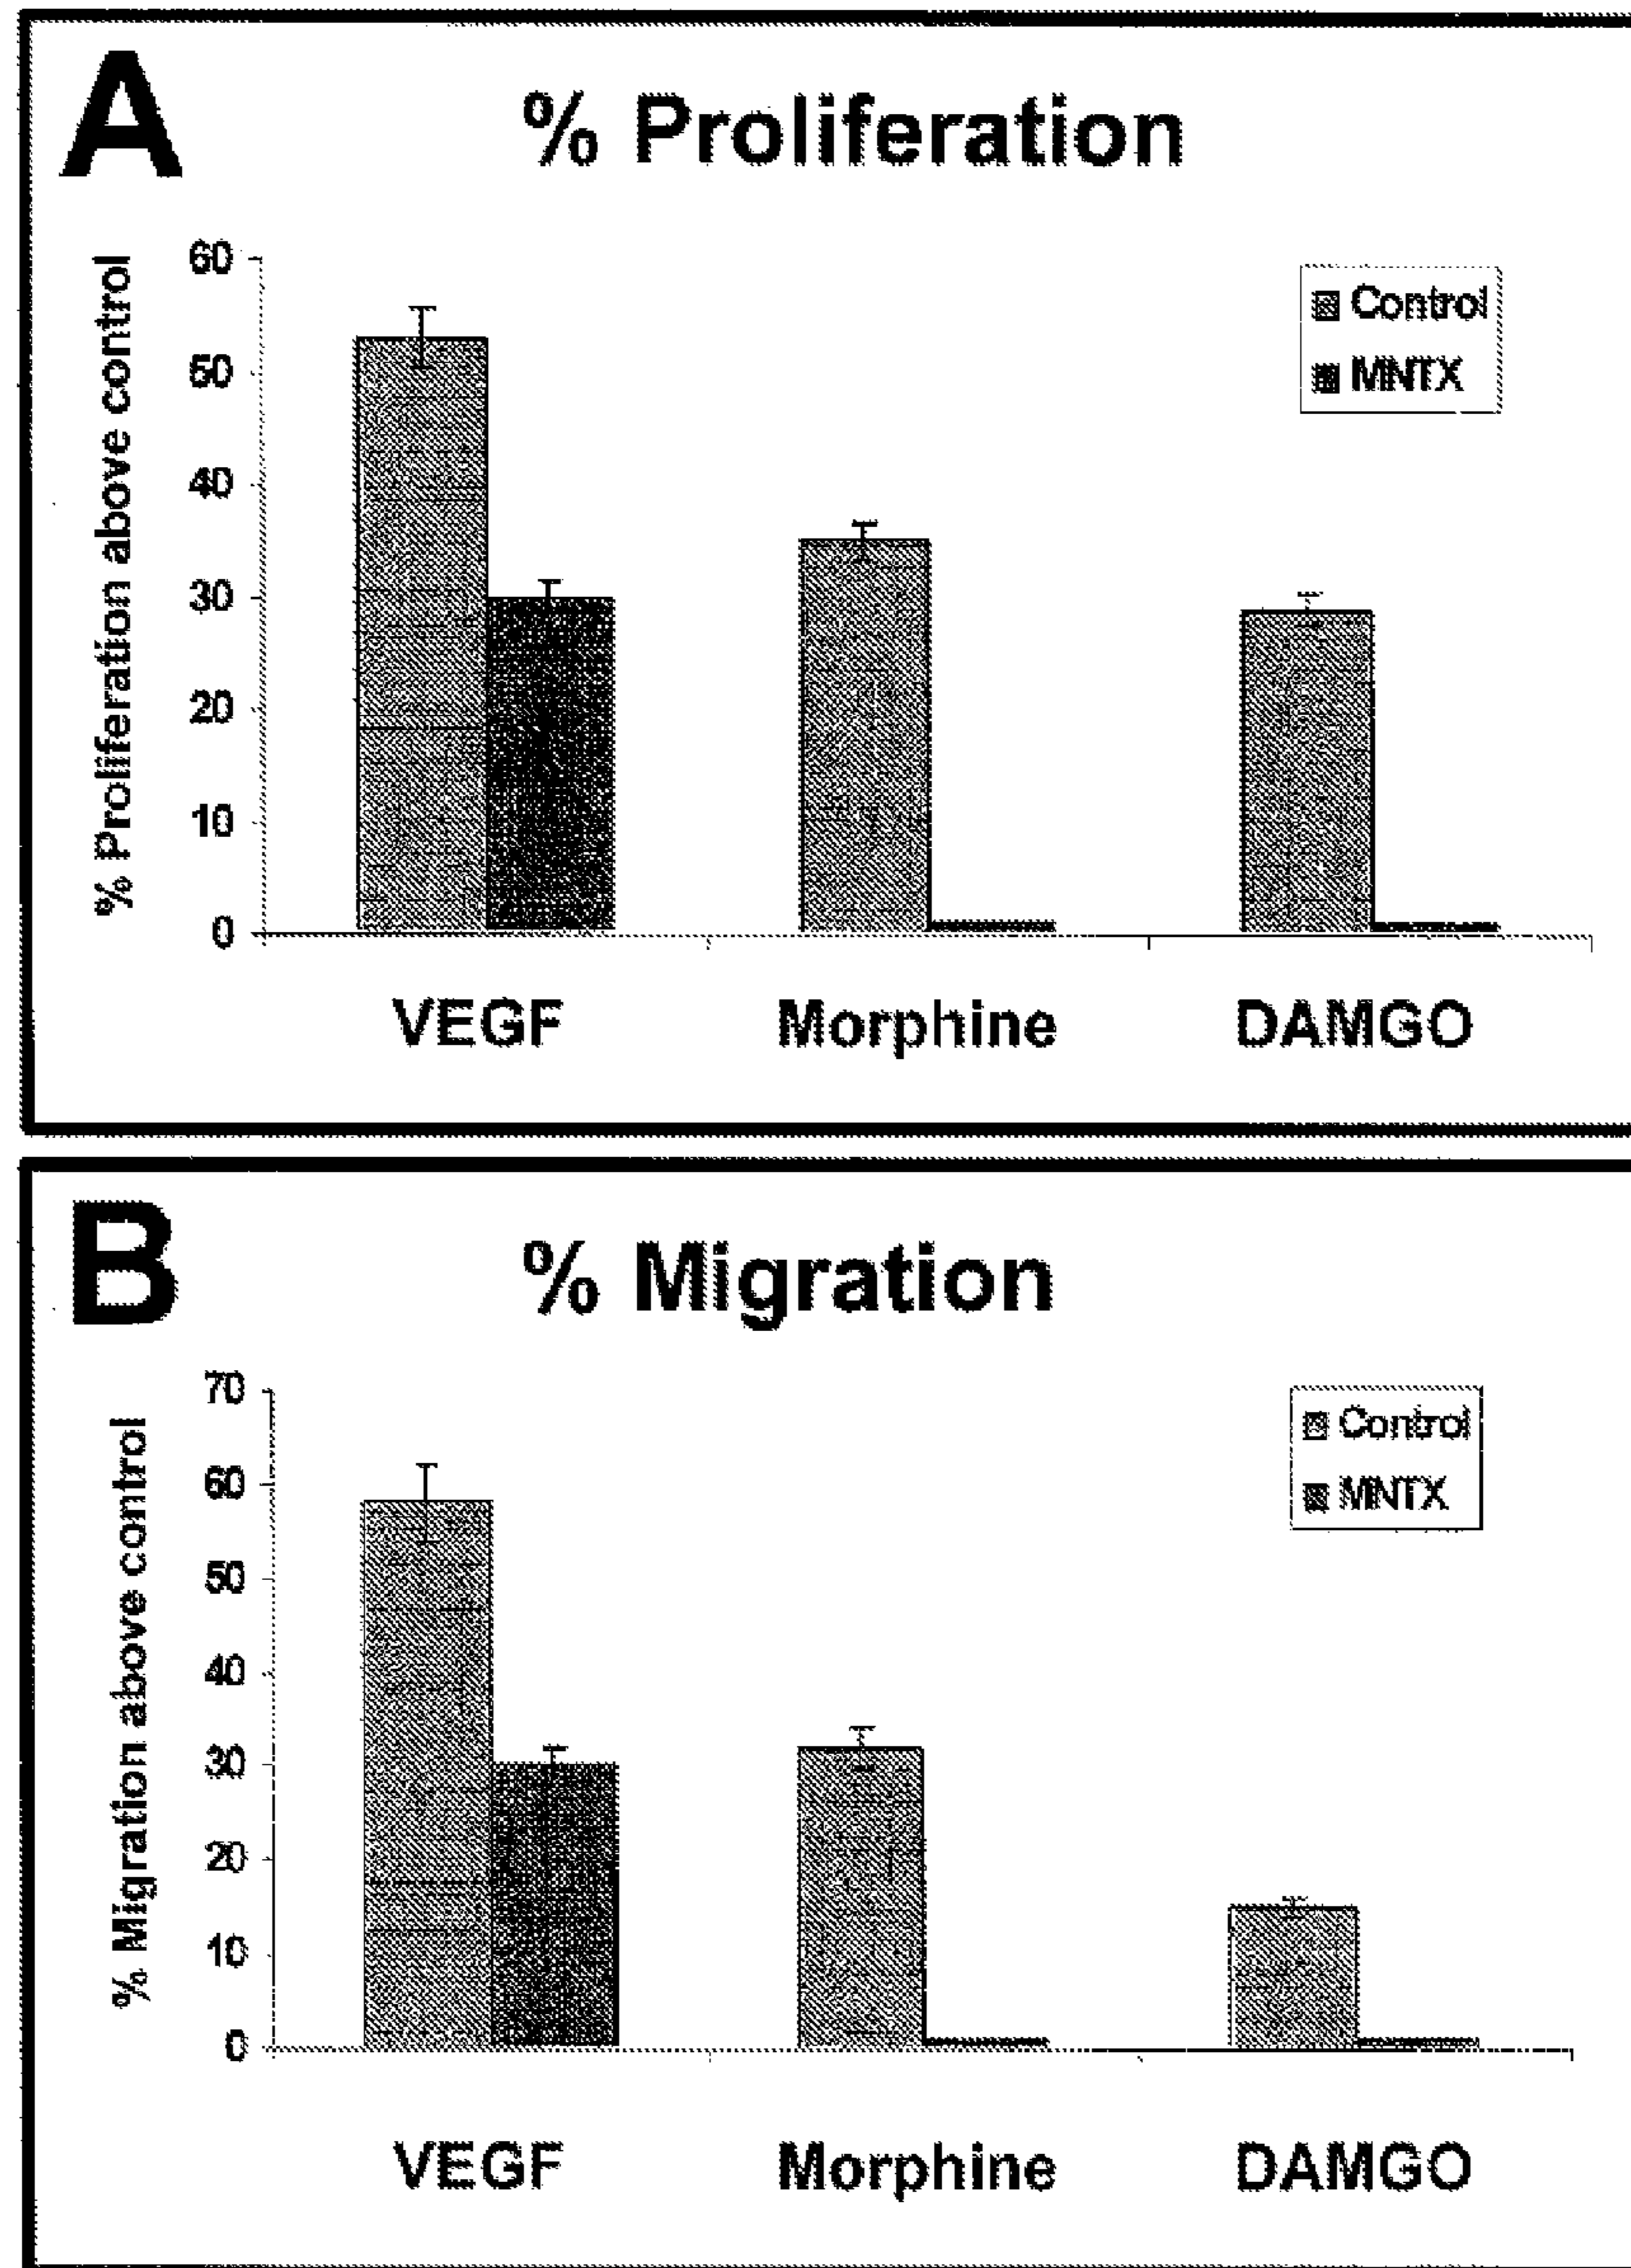 A
% Proliferation
% Proliferation above control
60
50
40
30
20
10
0
Control
MNTX
VEGF Morphine DAMGO
B
% Migration
% Migration above control
70
60
50
40
30
20
10
0
Control
MNTX
VEGF Morphine DAMGO